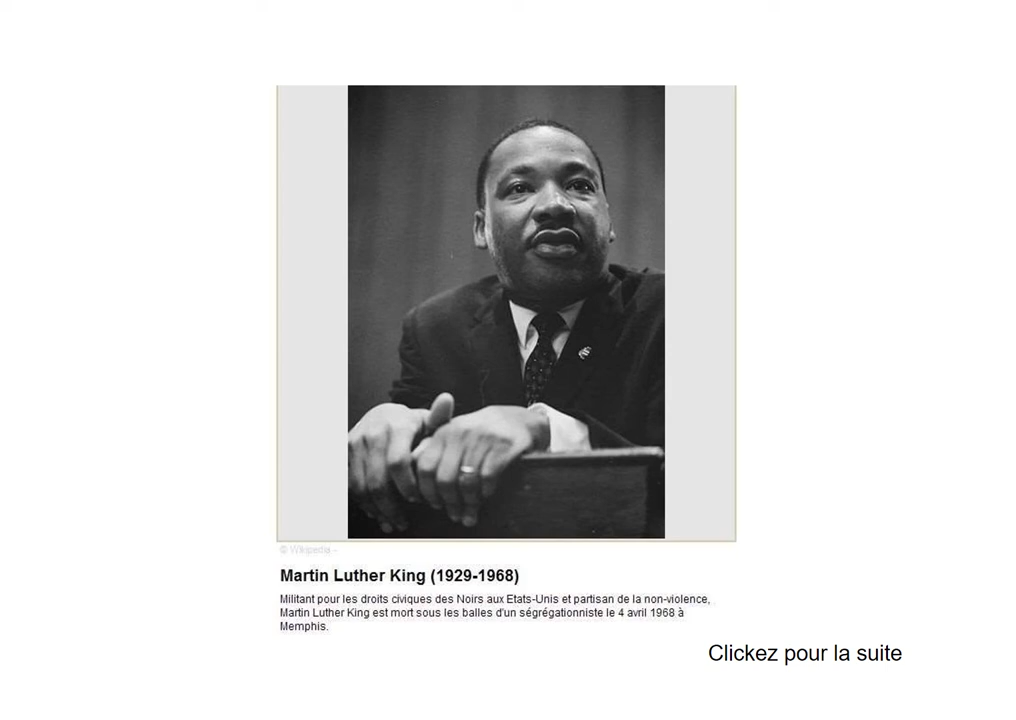 © Wikipedia -
Martin Luther King (1929-1968)
Militant pour les droits civiques des Noirs aux Etats-Unis et partisan de la non-violence,
Martin Luther King est mort sous les balles d'un ségrégationniste le 4 avril 1968 à
Memphis.
Clickez pour la suite